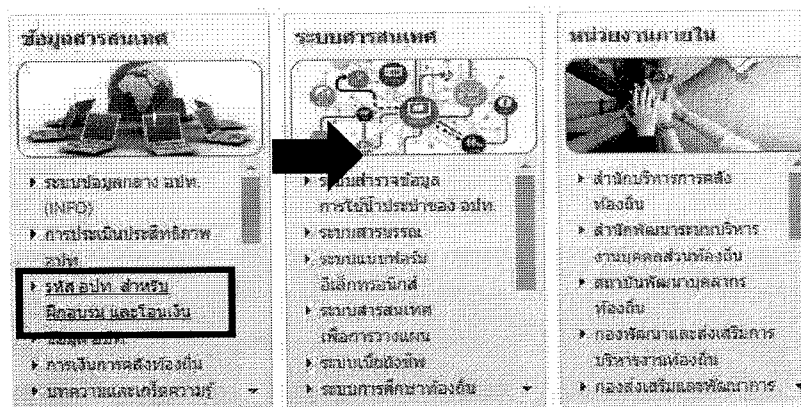 ข้อมูลสารสนเทศ
ระบบข้อมูลกลาง อปท.
(INFO)
การประเมินประสิทธิภาพ
อปท.
รหัส อปท. สำหรับ
ฝึกอบรม และโอนเงิน
ข้อมูล อปท.
การเงินการคลังท้องถิ่น
บทความและเกร็ดความรู้
ระบบสารสนเทศ
ระบบสำรวจข้อมูล
การใช้น้ำประปาของ อปท.
ระบบสารบรรณ
ระบบแบบฟอร์ม
อิเล็กทรอนิกส์
ระบบสารสนเทศ
เพื่อการวางแผน
ระบบเบี้ยยังชีพ
ระบบการศึกษาท้องถิ่น
หน่วยงานภายใน
สำนักบริหารการคลัง
ท้องถิ่น
สำนักพัฒนาระบบบริหาร
งานบุคคลส่วนท้องถิ่น
สถาบันพัฒนาบุคลากร
ท้องถิ่น
กองพัฒนาและส่งเสริมการ
บริหารงานท้องถิ่น
กองส่งเสริมและพัฒนาการ